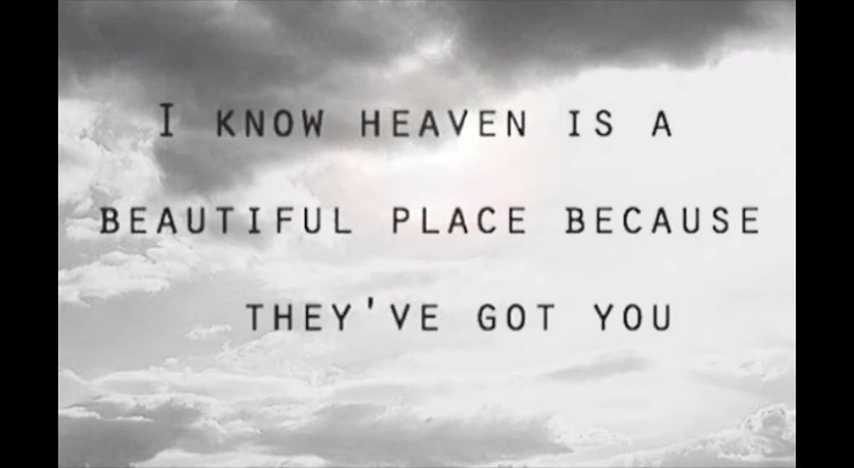 I KNOW HEAVEN IS A
BEAUTIFUL PLACE BECAUSE
THEY'VE GOT YOU